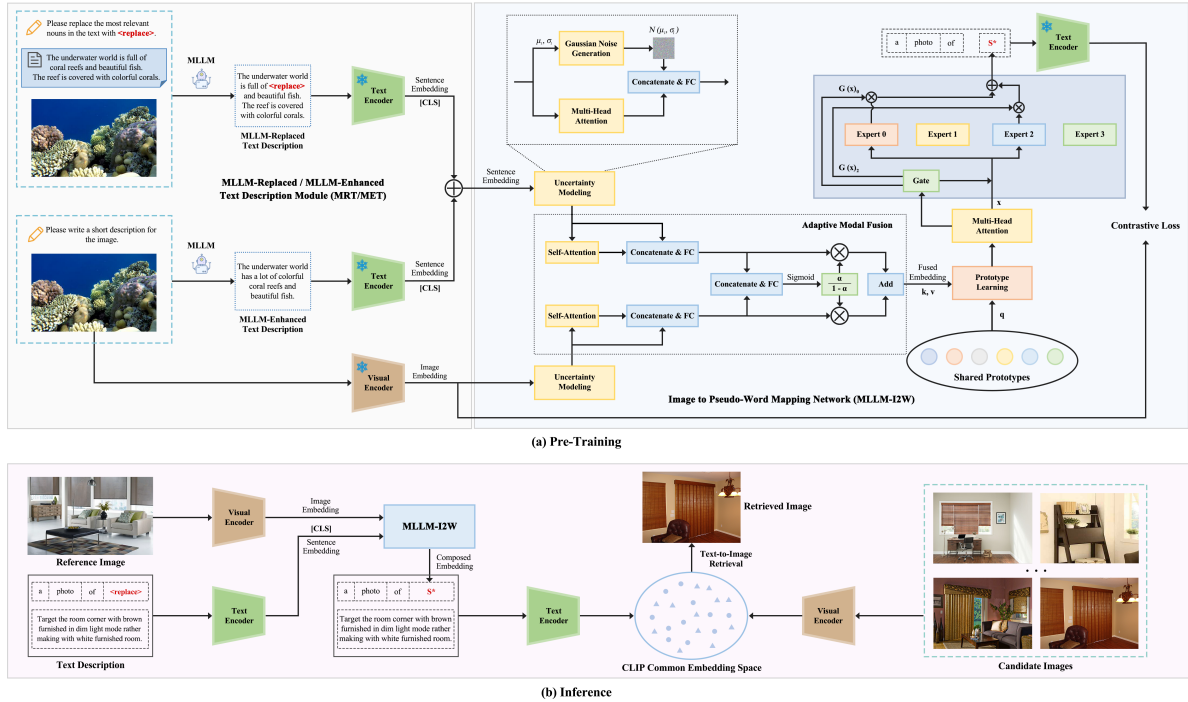 Please replace the most relevant
nouns in the text with <replace>.
The underwater world is full of
coral reefs and beautiful fish.
The reef is covered with colorful corals.
MLLM
The underwater world
is full of <replace>
and beautiful fish.
The reef is covered
with colorful corals.
MLLM-Replaced
Text Description
Text
Encoder
Sentence
Embedding
[CLS]
MLLM-Replaced / MLLM-Enhanced
Text Description Module (MRT/MET)
Please write a short description for
the image.
MLLM
The underwater world
has a lot of colorful
coral reefs and
beautiful fish.
MLLM-Enhanced
Text Description
Text
Encoder
Sentence
Embedding
[CLS]
Visual
Encoder
Image
Embedding
μi, σi
Gaussian Noise
Generation
N (μi, σi)
Multi-Head
Attention
Concatenate & FC
Sentence
Embedding
Uncertainty
Modeling
Adaptive Modal Fusion
Self-Attention
Concatenate & FC
Concatenate & FC
Sigmoid
α
1 - α
Add
Self-Attention
Concatenate & FC
Uncertainty
Modeling
Fused
Embedding
k, v
Prototype
Learning
q
Shared Prototypes
Multi-Head
Attention
x
Gate
G (x)0
G (x)2
Expert 0
Expert 1
Expert 2
Expert 3
a photo of S*
Text
Encoder
Contrastive Loss
Image to Pseudo-Word Mapping Network (MLLM-I2W)
(a) Pre-Training
Reference Image
Visual
Encoder
Image
Embedding
[CLS]
Sentence
Embedding
MLLM-I2W
Composed
Embedding
a photo of <replace>
Target the room corner with brown
furnished in dim light mode rather
making with white furnished room.
Text Description
Text
Encoder
a photo of S*
Target the room corner with brown
furnished in dim light mode rather
making with white furnished room.
Text
Encoder
Retrieved Image
Text-to-Image
Retrieval
CLIP Common Embedding Space
Visual
Encoder
• • •
Candidate Images
(b) Inference